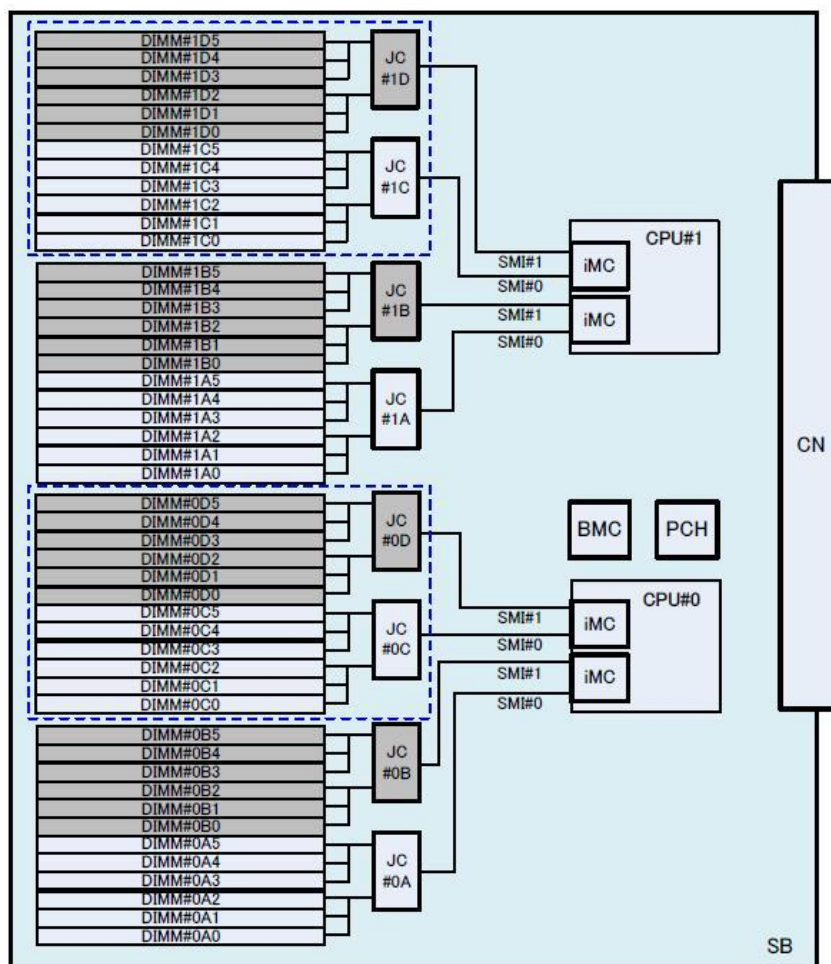 DIMM#1D5
DIMM#1D4
DIMM#1D3
DIMM#1D2
DIMM#1D1
DIMM#1D0
JC
#1D
DIMM#1C5
DIMM#1C4
DIMM#1C3
DIMM#1C2
DIMM#1C1
DIMM#1C0
JC
#1C
DIMM#1B5
DIMM#1B4
DIMM#1B3
DIMM#1B2
DIMM#1B1
DIMM#1B0
JC
#1B
DIMM#1A5
DIMM#1A4
DIMM#1A3
DIMM#1A2
DIMM#1A1
DIMM#1A0
JC
#1A
SMI#1
SMI#0
SMI#1
SMI#0
CPU#1
iMC
iMC
DIMM#0D5
DIMM#0D4
DIMM#0D3
DIMM#0D2
DIMM#0D1
DIMM#0D0
JC
#0D
DIMM#0C5
DIMM#0C4
DIMM#0C3
DIMM#0C2
DIMM#0C1
DIMM#0C0
JC
#0C
DIMM#0B5
DIMM#0B4
DIMM#0B3
DIMM#0B2
DIMM#0B1
DIMM#0B0
JC
#0B
DIMM#0A5
DIMM#0A4
DIMM#0A3
DIMM#0A2
DIMM#0A1
DIMM#0A0
JC
#0A
BMC
PCH
SMI#1
SMI#0
SMI#1
SMI#0
CPU#0
iMC
iMC
CN
SB